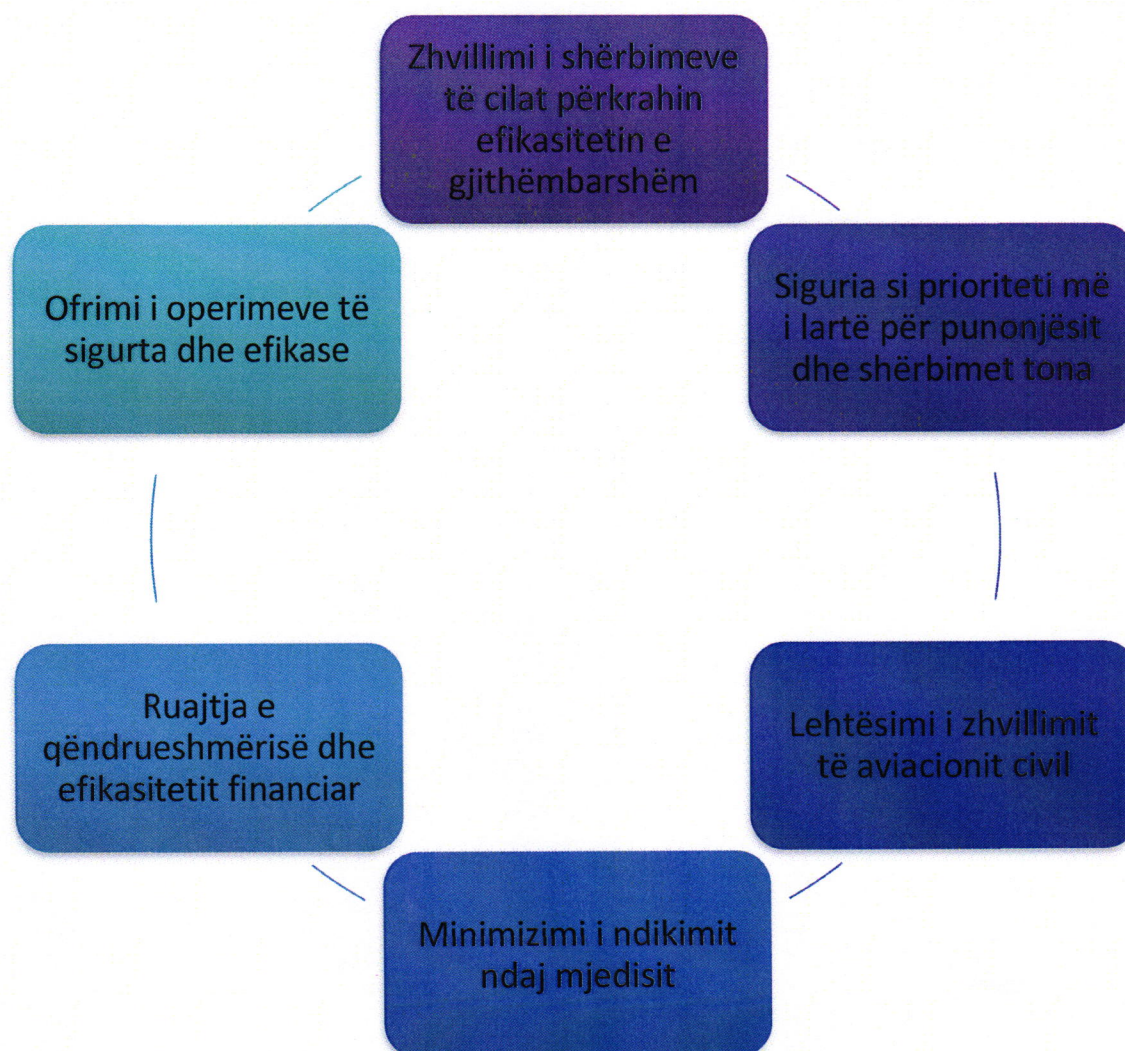 Zhvillimi i shërbimeve
të cilat përkrahin
efikasitetin e
gjithëmbarshëm
Siguria si prioriteti më
i lartë për punonjësit
dhe shërbimet tona
Lehtësimi i zhvillimit
të aviacionit civil
Minimizimi i ndikimit
ndaj mjedisit
Ruajtja e
qëndrueshmërisë dhe
efikasitetit financiar
Ofrimi i operimeve të
sigurta dhe efikase